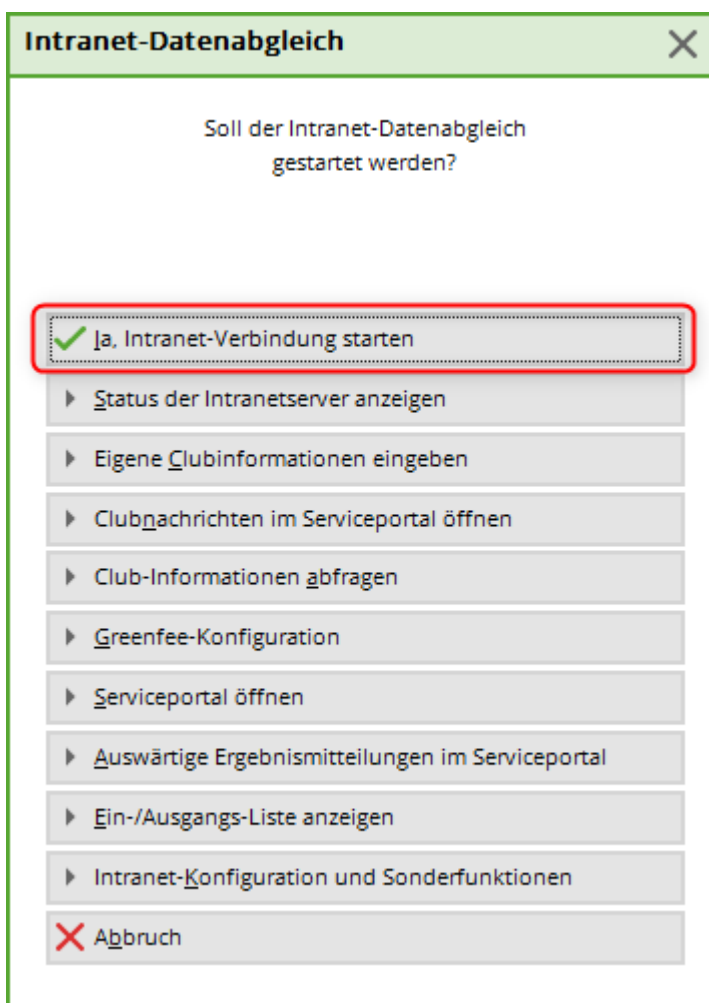 Intranet-Datenabgleich
Soll der Intranet-Datenabgleich
gestartet werden?
Ja, Intranet-Verbindung starten
Status der Intranetserver anzeigen
Eigene Clubinformationen eingeben
Clubnachrichten im Serviceportal öffnen
Club-Informationen abfragen
Greenfee-Konfiguration
Serviceportal öffnen
Auswärtige Ergebnismitteilungen im Serviceportal
Ein-/Ausgangs-Liste anzeigen
Intranet-Konfiguration und Sonderfunktionen
Abbruch